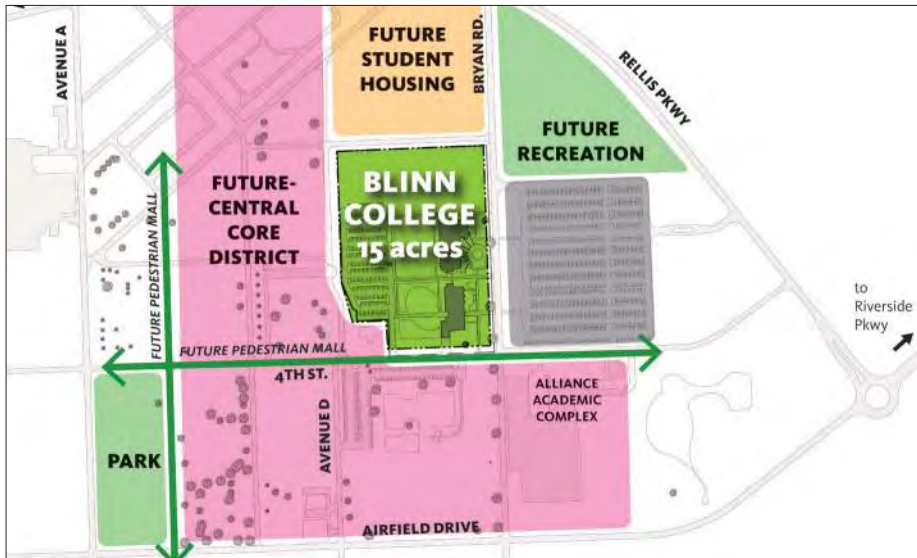 AVENUE A
FUTURE
STUDENT
HOUSING
BRYAN RD.
RELLIS PKWY
FUTURE
RECREATION
FUTURE-
CENTRAL
CORE
DISTRICT
BLINN
COLLEGE
15 acres
FUTURE PEDESTRIAN MALL
to
Riverside
Pkwy
FUTURE PEDESTRIAN MALL
4TH ST.
ALLIANCE
ACADEMIC
COMPLEX
AVENUE D
PARK
AIRFIELD DRIVE